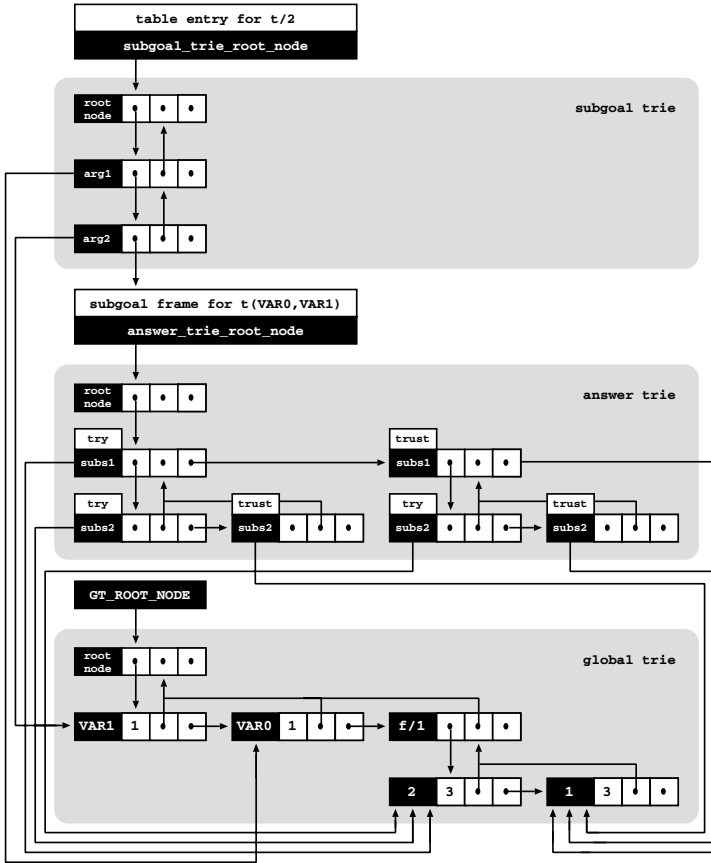 table entry for t/2
subgoal_trie_root_node
subgoal trie
root
node
arg1
arg2
subgoal frame for t(VAR0,VAR1)
answer_trie_root_node
answer trie
root
node
try
trust
subs1
subs1
try
trust
try
trust
subs2
subs2
subs2
subs2
GT_ROOT_NODE
global trie
root
node
VAR1 1
VAR0 1
f/1
2 3
1 3